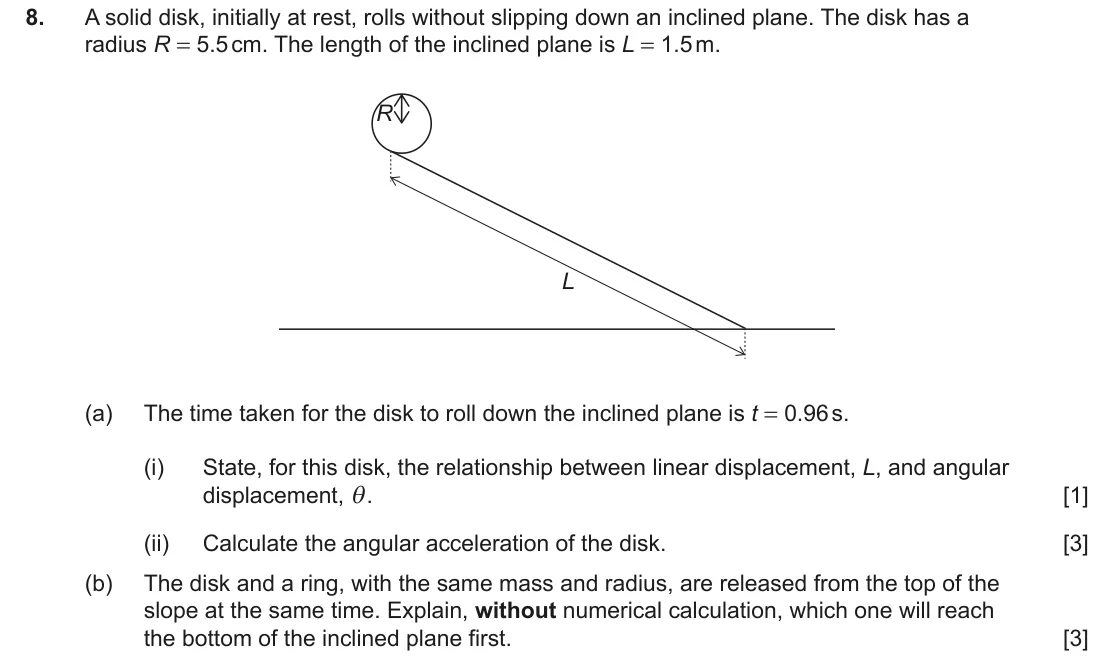 8. A solid disk, initially at rest, rolls without slipping down an inclined plane. The disk has a
radius R = 5.5 cm. The length of the inclined plane is L = 1.5 m.
R
L
(a) The time taken for the disk to roll down the inclined plane is t = 0.96 s.
(i) State, for this disk, the relationship between linear displacement, L, and angular
displacement, θ. [1]
(ii) Calculate the angular acceleration of the disk. [3]
(b) The disk and a ring, with the same mass and radius, are released from the top of the
slope at the same time. Explain, without numerical calculation, which one will reach
the bottom of the inclined plane first. [3]